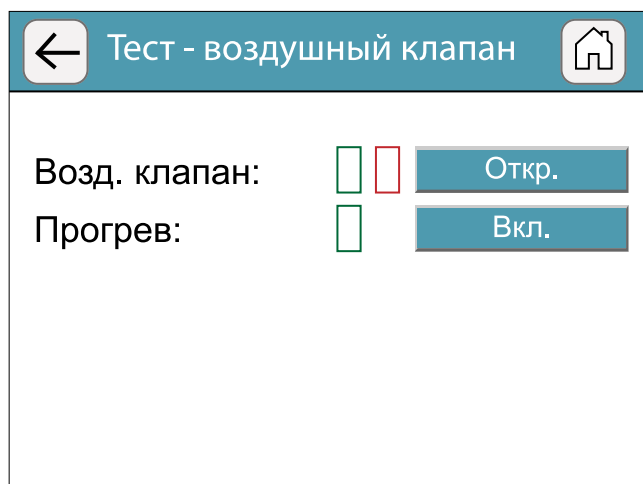 Тест - воздушный клапан
Возд. клапан: Откр.
Прогрев: Вкл.